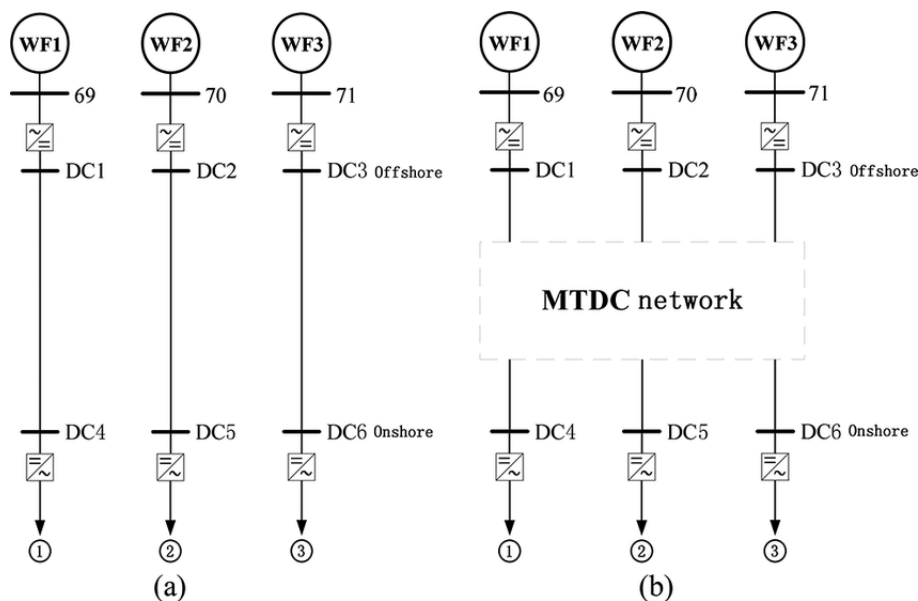 WF1 WF2 WF3 WF1 WF2 WF3
69 70 71 69 70 71
DC1 DC2 DC3 Offshore DC1 DC2 DC3 Offshore
MTDC network
DC4 DC5 DC6 Onshore DC4 DC5 DC6 Onshore
① ② ③ ① ② ③
(a) (b)